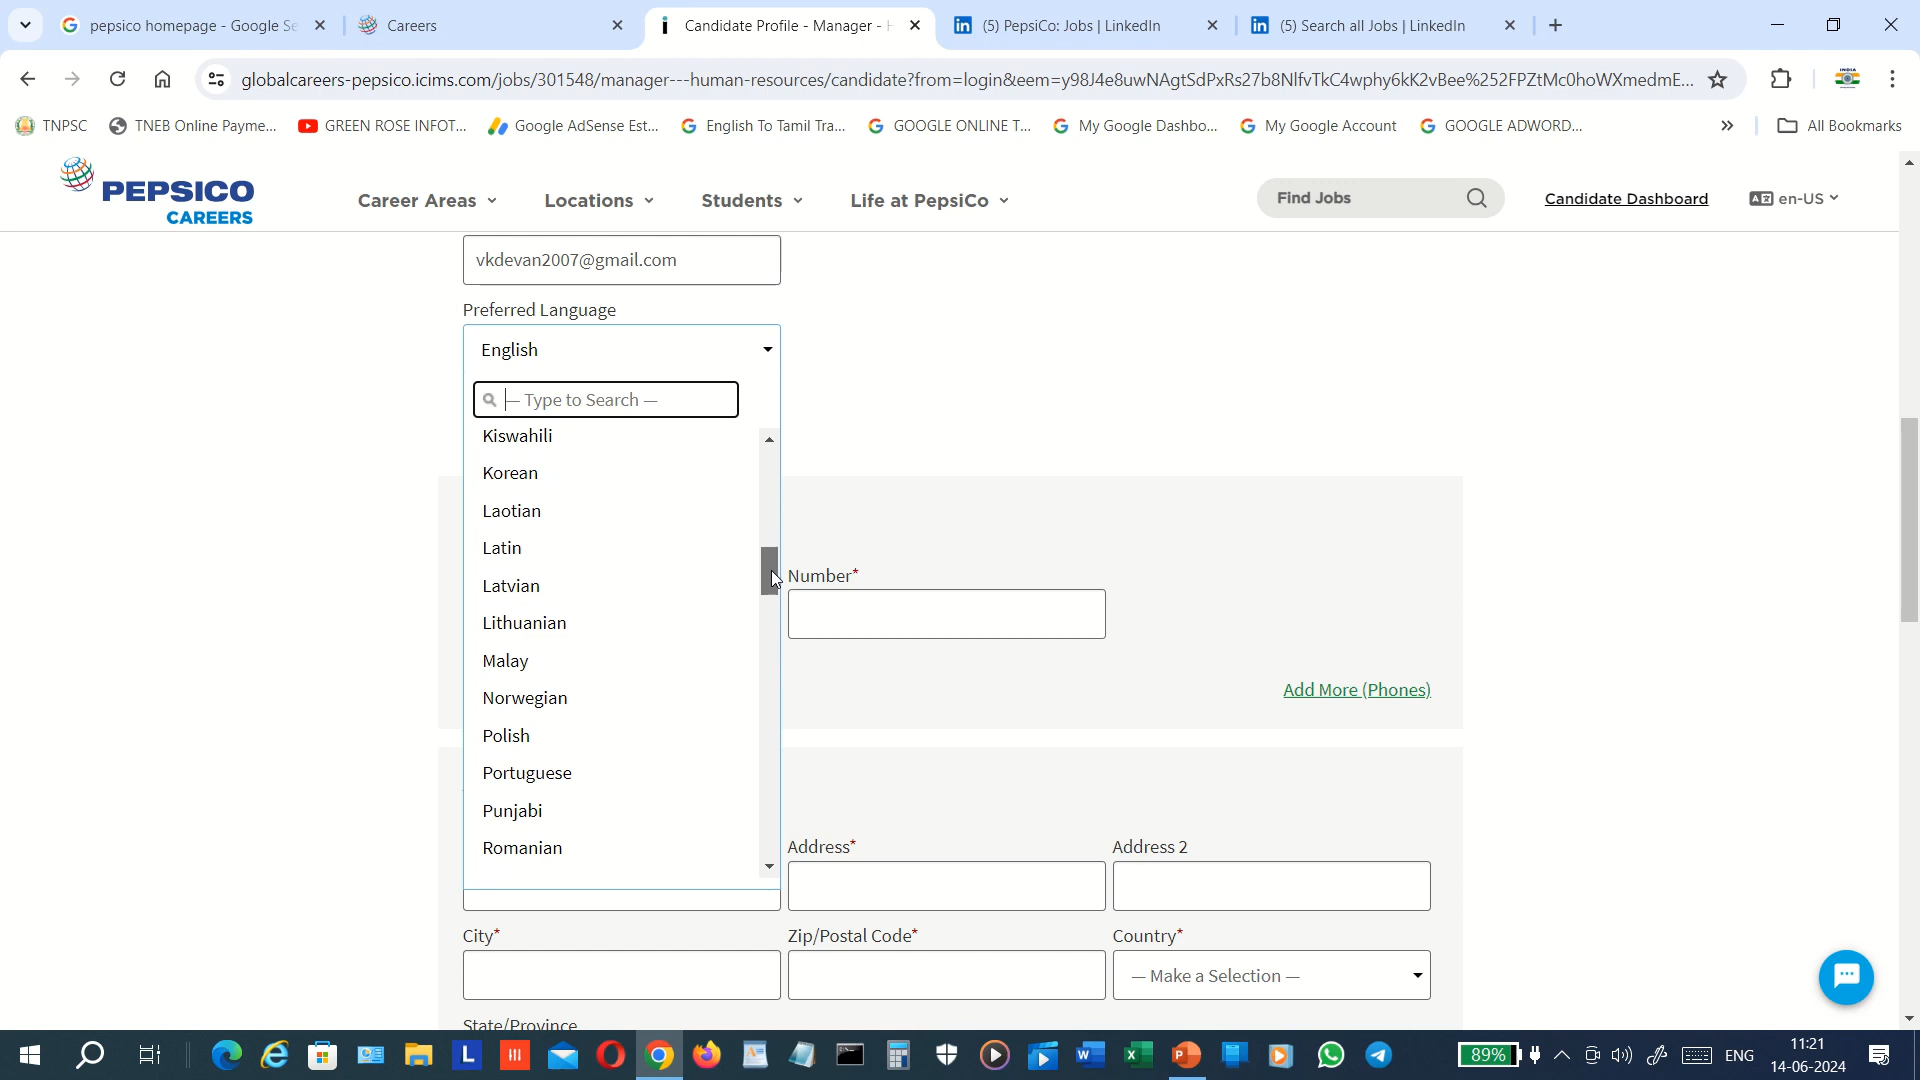 pepsico homepage - Google Se
Careers
Candidate Profile - Manager - H
(5) PepsiCo: Jobs | LinkedIn
(5) Search all Jobs | LinkedIn
globalcareers-pepsico.icims.com/jobs/301548/manager---human-resources/candidate?from=login&eem=y98J4e8uwNAgtSdPxRs27b8NlfvTkC4wphy6kK2vBee%252FPZtMc0hoWXmedmE...
TNPSC
TNEB Online Payme...
GREEN ROSE INFOT...
Google AdSense Est...
English To Tamil Tra...
GOOGLE ONLINE T...
My Google Dashbo...
My Google Account
GOOGLE ADWORD...
All Bookmarks
PEPSICO
CAREERS
Career Areas
Locations
Students
Life at PepsiCo
Find Jobs
Candidate Dashboard
en-US
vkdevan2007@gmail.com
Preferred Language
English
— Type to Search —
Kiswahili
Korean
Laotian
Latin
Latvian
Lithuanian
Malay
Norwegian
Polish
Portuguese
Punjabi
Romanian
Number*
Add More (Phones)
Address*
Address 2
City*
Zip/Postal Code*
Country*
— Make a Selection —
State/Province
89%
ENG
11:21
14-06-2024